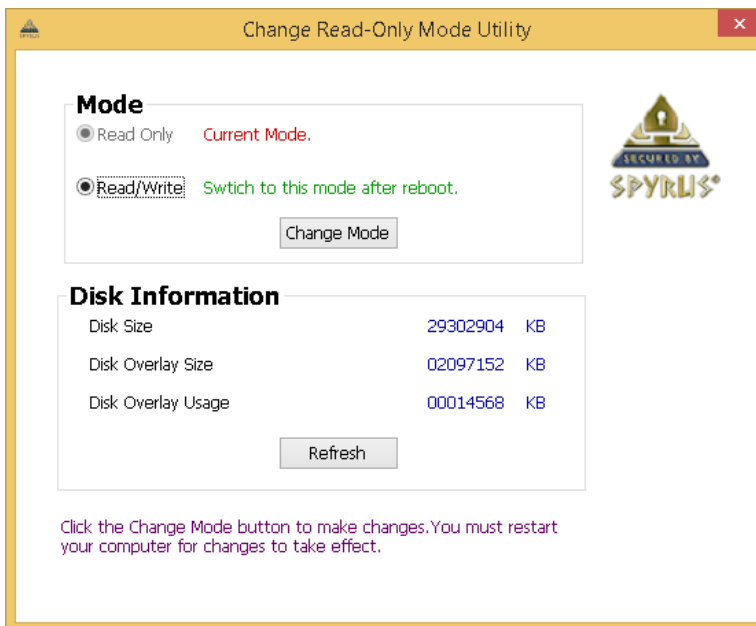 Change Read-Only Mode Utility
Mode
Read Only Current Mode.
Read/Write Swtich to this mode after reboot.
Change Mode
SECURED BY
SPYRUS®
Disk Information
Disk Size 29302904 KB
Disk Overlay Size 02097152 KB
Disk Overlay Usage 00014568 KB
Refresh
Click the Change Mode button to make changes.You must restart
your computer for changes to take effect.